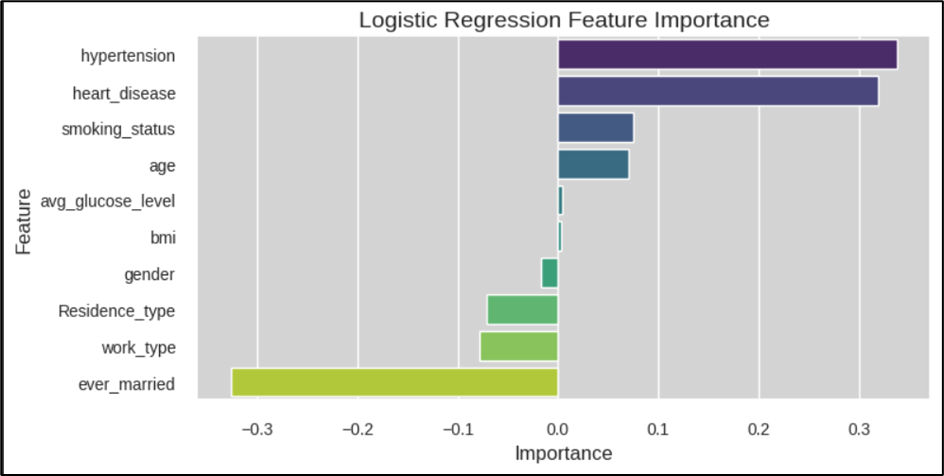 Logistic Regression Feature Importance
hypertension
heart_disease
smoking_status
age
avg_glucose_level
bmi
gender
Residence_type
work_type
ever_married
Feature
−0.3 −0.2 −0.1 0.0 0.1 0.2 0.3
Importance